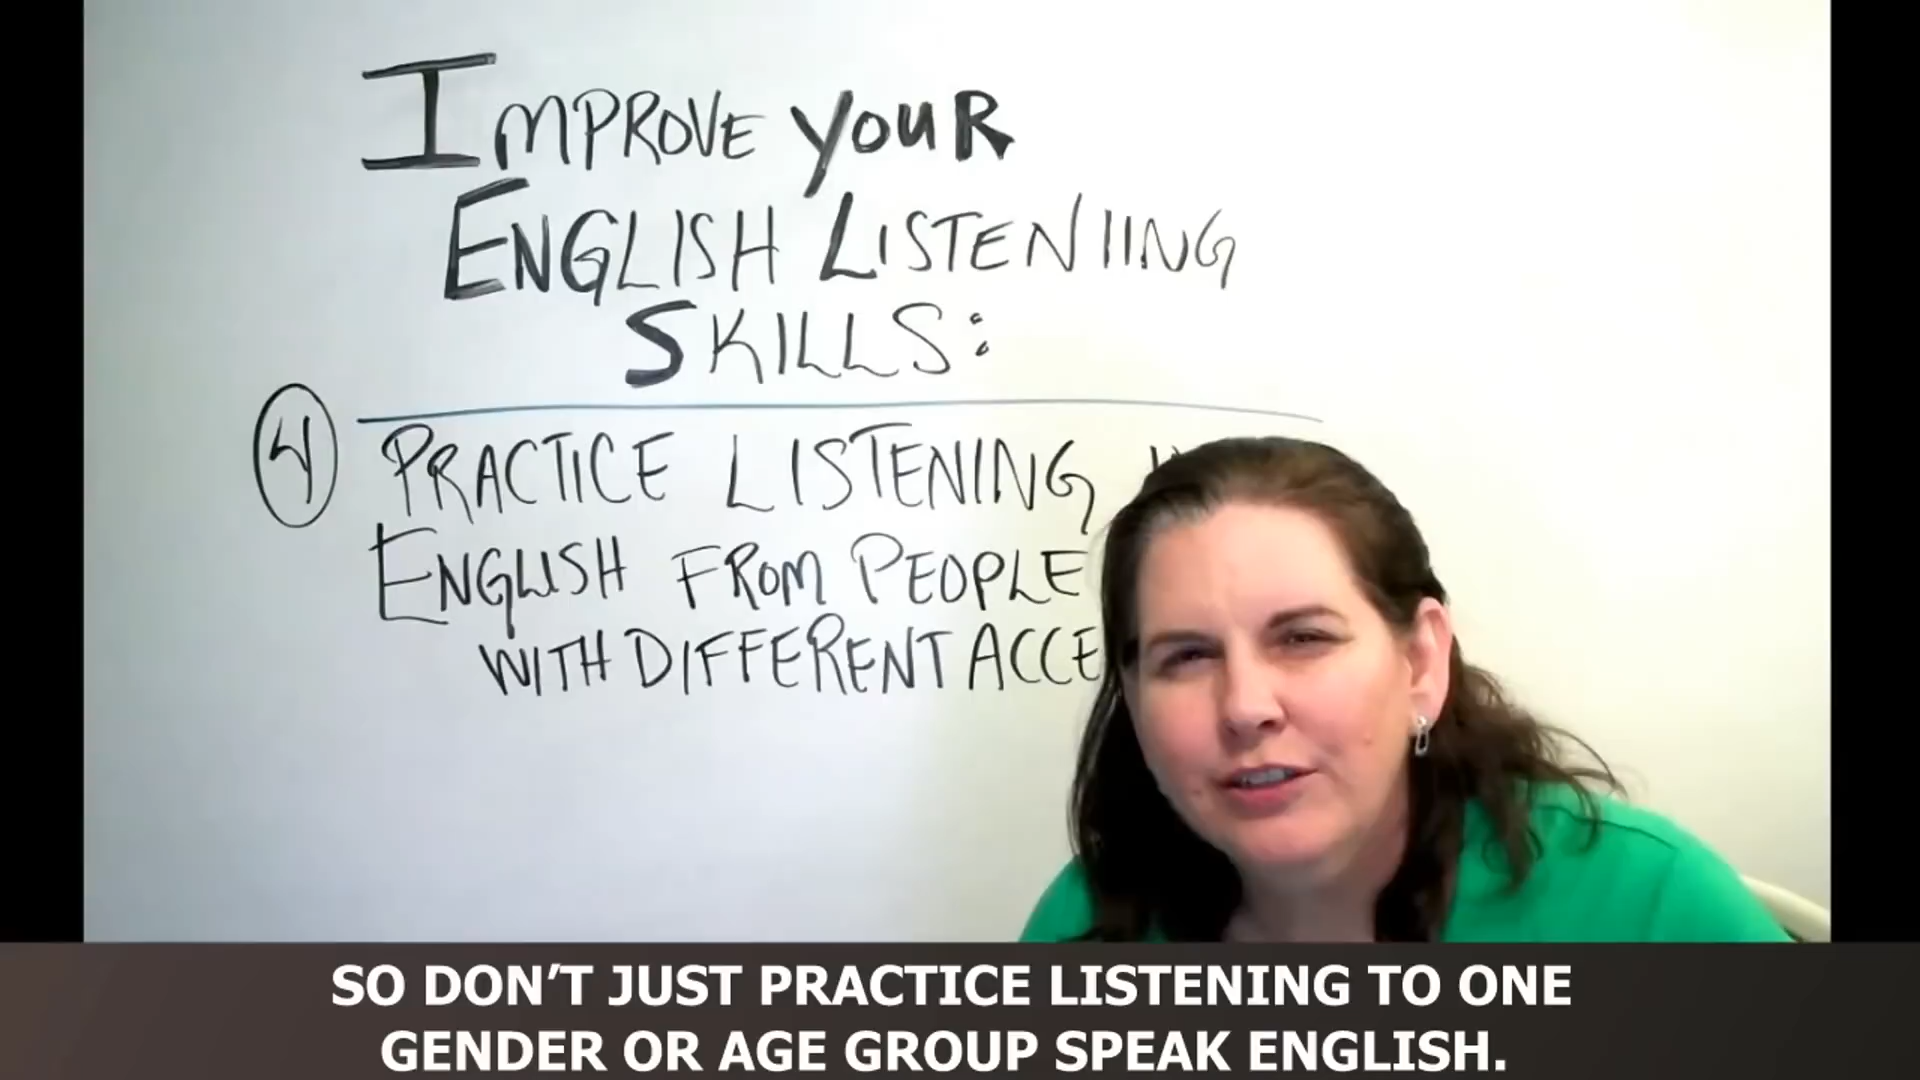 IMPROVE YOUR
ENGLISH LISTENIING
SKILLS:
4 PRACTICE LISTENING
ENGLISH FROM PEOPLE
WITH DIFFERENT ACCE
SO DON'T JUST PRACTICE LISTENING TO ONE
GENDER OR AGE GROUP SPEAK ENGLISH.